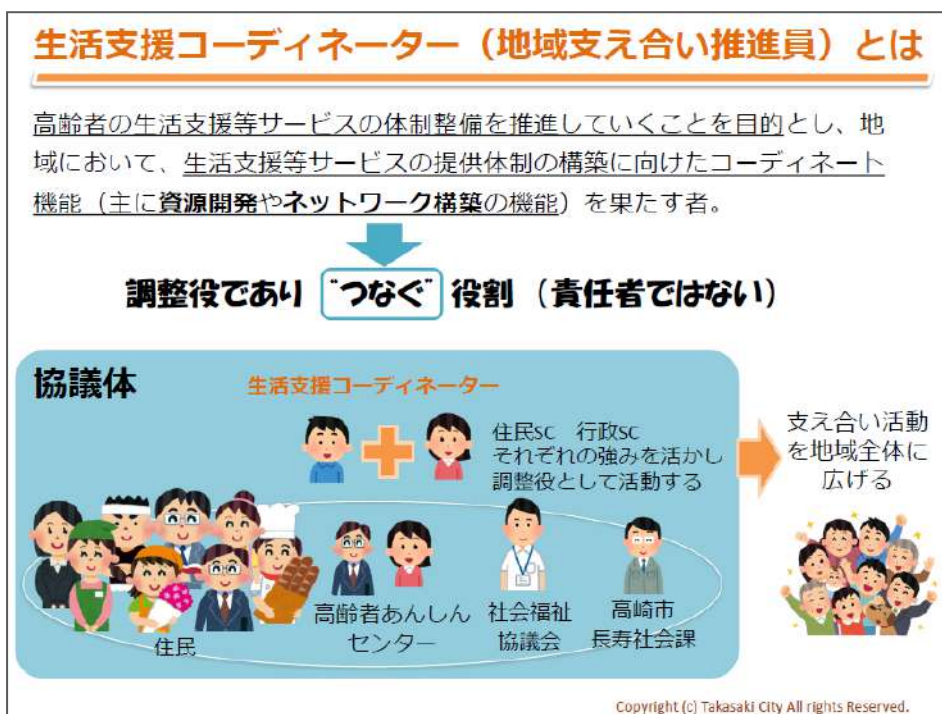 生活支援コーディネーター（地域支え合い推進員）とは
高齢者の生活支援等サービスの体制整備を推進していくことを目的とし、地
域において、生活支援等サービスの提供体制の構築に向けたコーディネート
機能（主に資源開発やネットワーク構築の機能）を果たす者。
調整役であり “つなぐ” 役割（責任者ではない）
協議体
生活支援コーディネーター
住民SC　行政SC
それぞれの強みを活かし
調整役として活動する
支え合い活動
を地域全体に
広げる
住民
高齢者あんしん
センター
社会福祉
協議会
高崎市
長寿社会課
Copyright (c) Takasaki City All rights Reserved.